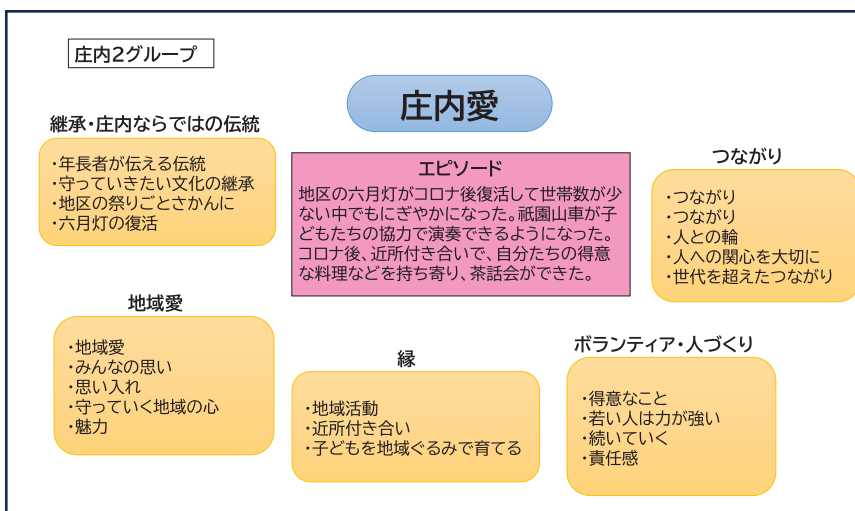 庄内2グループ
庄内愛
継承・庄内ならではの伝統
・年長者が伝える伝統
・守っていきたい文化の継承
・地区の祭りごとさかんに
・六月灯の復活
エピソード
地区の六月灯がコロナ後復活して世帯数が少
ない中でもにぎやかになった。祇園山車が子
どもたちの協力で演奏できるようになった。
コロナ後、近所付き合いで、自分たちの得意
な料理などを持ち寄り、茶話会ができた。
つながり
・つながり
・つながり
・人との輪
・人への関心を大切に
・世代を超えたつながり
地域愛
・地域愛
・みんなの思い
・思い入れ
・守っていく地域の心
・魅力
縁
・地域活動
・近所付き合い
・子どもを地域ぐるみで育てる
ボランティア・人づくり
・得意なこと
・若い人は力が強い
・続いていく
・責任感